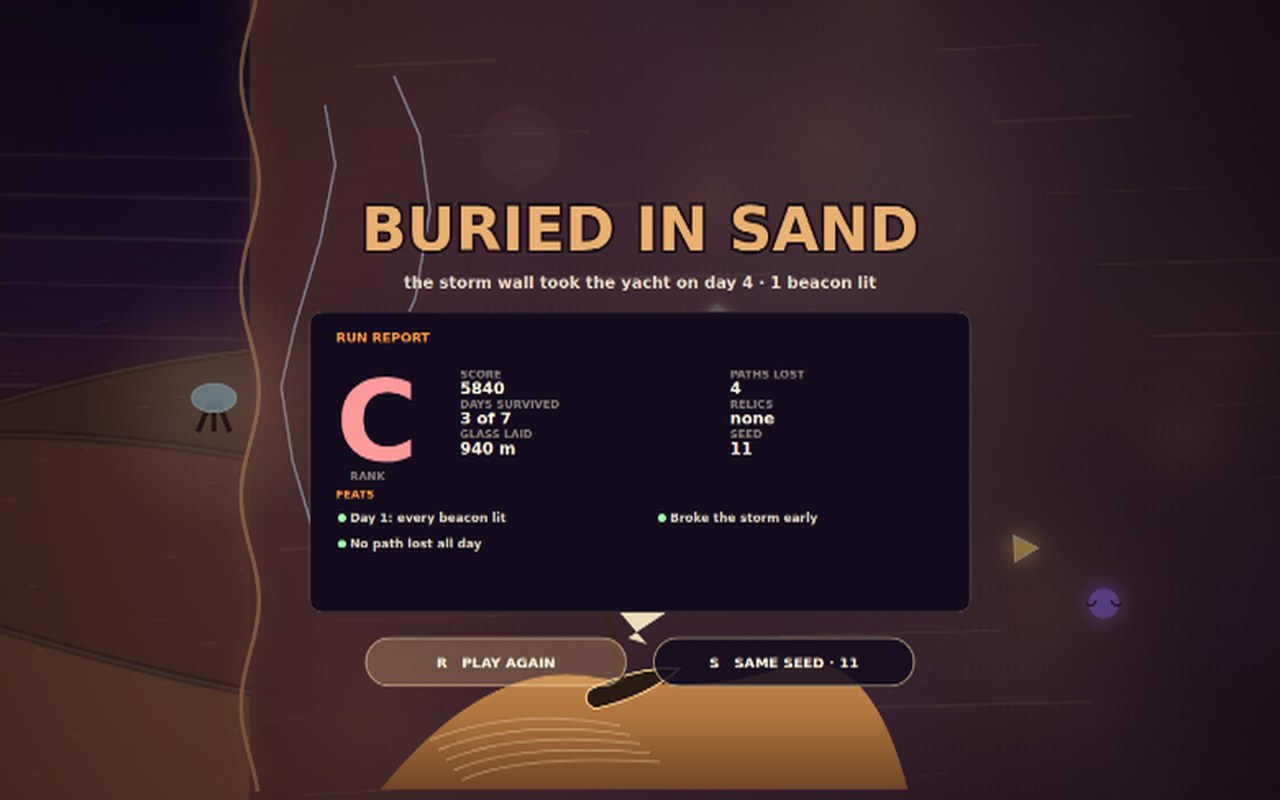 BURIED IN SAND
the storm wall took the yacht on day 4 · 1 beacon lit
RUN REPORT
C
RANK
SCORE
5840
DAYS SURVIVED
3 of 7
GLASS LAID
940 m
PATHS LOST
4
RELICS
none
SEED
11
FEATS
Day 1: every beacon lit
Broke the storm early
No path lost all day
R PLAY AGAIN
S SAME SEED · 11